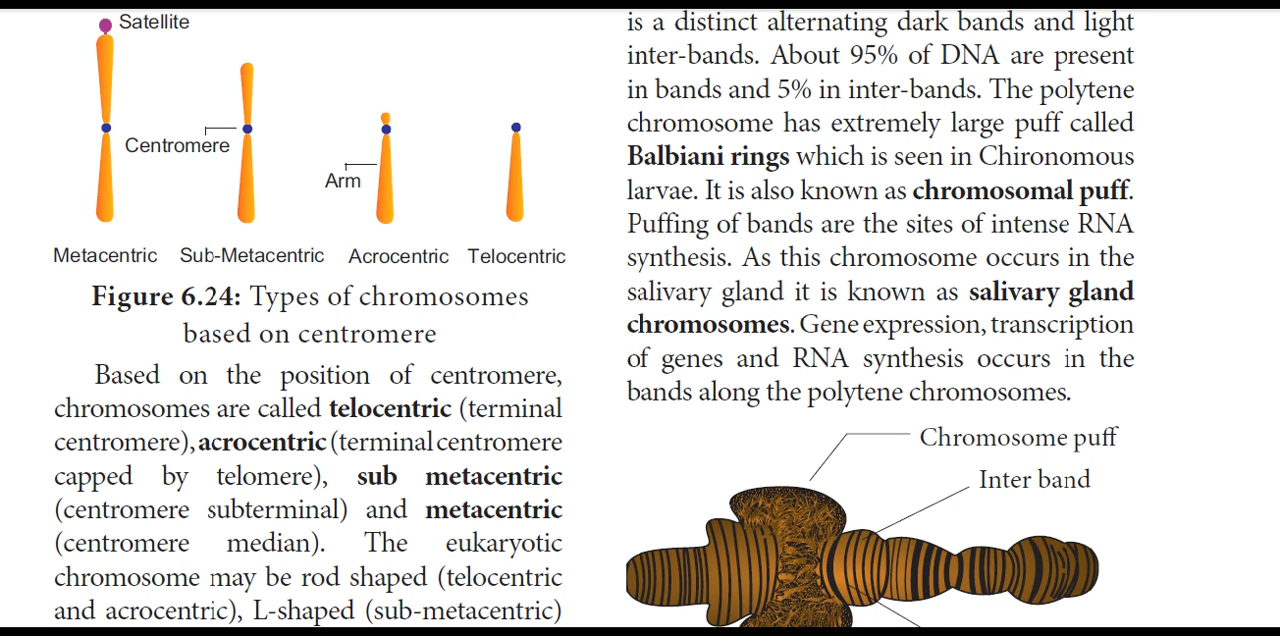 Satellite
Centromere
Arm
Metacentric Sub-Metacentric Acrocentric Telocentric
Figure 6.24: Types of chromosomes
based on centromere
Based on the position of centromere,
chromosomes are called telocentric (terminal
centromere), acrocentric (terminal centromere
capped by telomere), sub metacentric
(centromere subterminal) and metacentric
(centromere median). The eukaryotic
chromosome may be rod shaped (telocentric
and acrocentric), L-shaped (sub-metacentric)
is a distinct alternating dark bands and light
inter-bands. About 95% of DNA are present
in bands and 5% in inter-bands. The polytene
chromosome has extremely large puff called
Balbiani rings which is seen in Chironomous
larvae. It is also known as chromosomal puff.
Puffing of bands are the sites of intense RNA
synthesis. As this chromosome occurs in the
salivary gland it is known as salivary gland
chromosomes. Gene expression, transcription
of genes and RNA synthesis occurs in the
bands along the polytene chromosomes.
Chromosome puff
Inter band